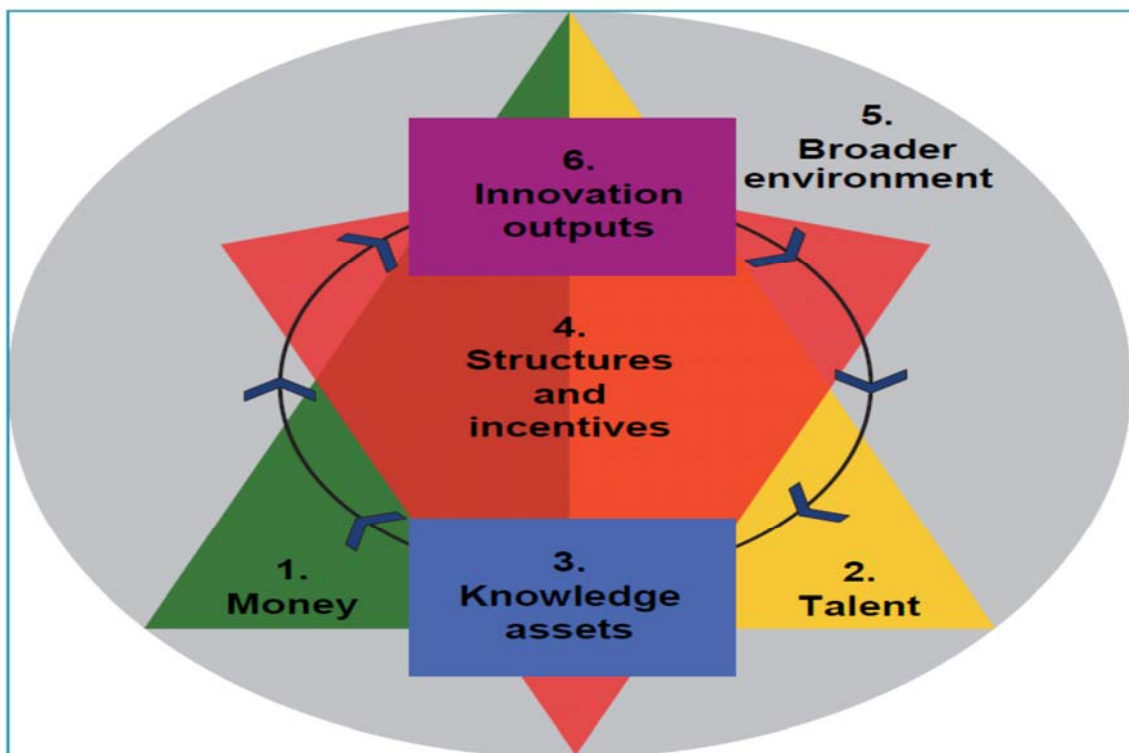 1.
Money
2.
Talent
3.
Knowledge
assets
4.
Structures
and
incentives
5.
Broader
environment
6.
Innovation
outputs